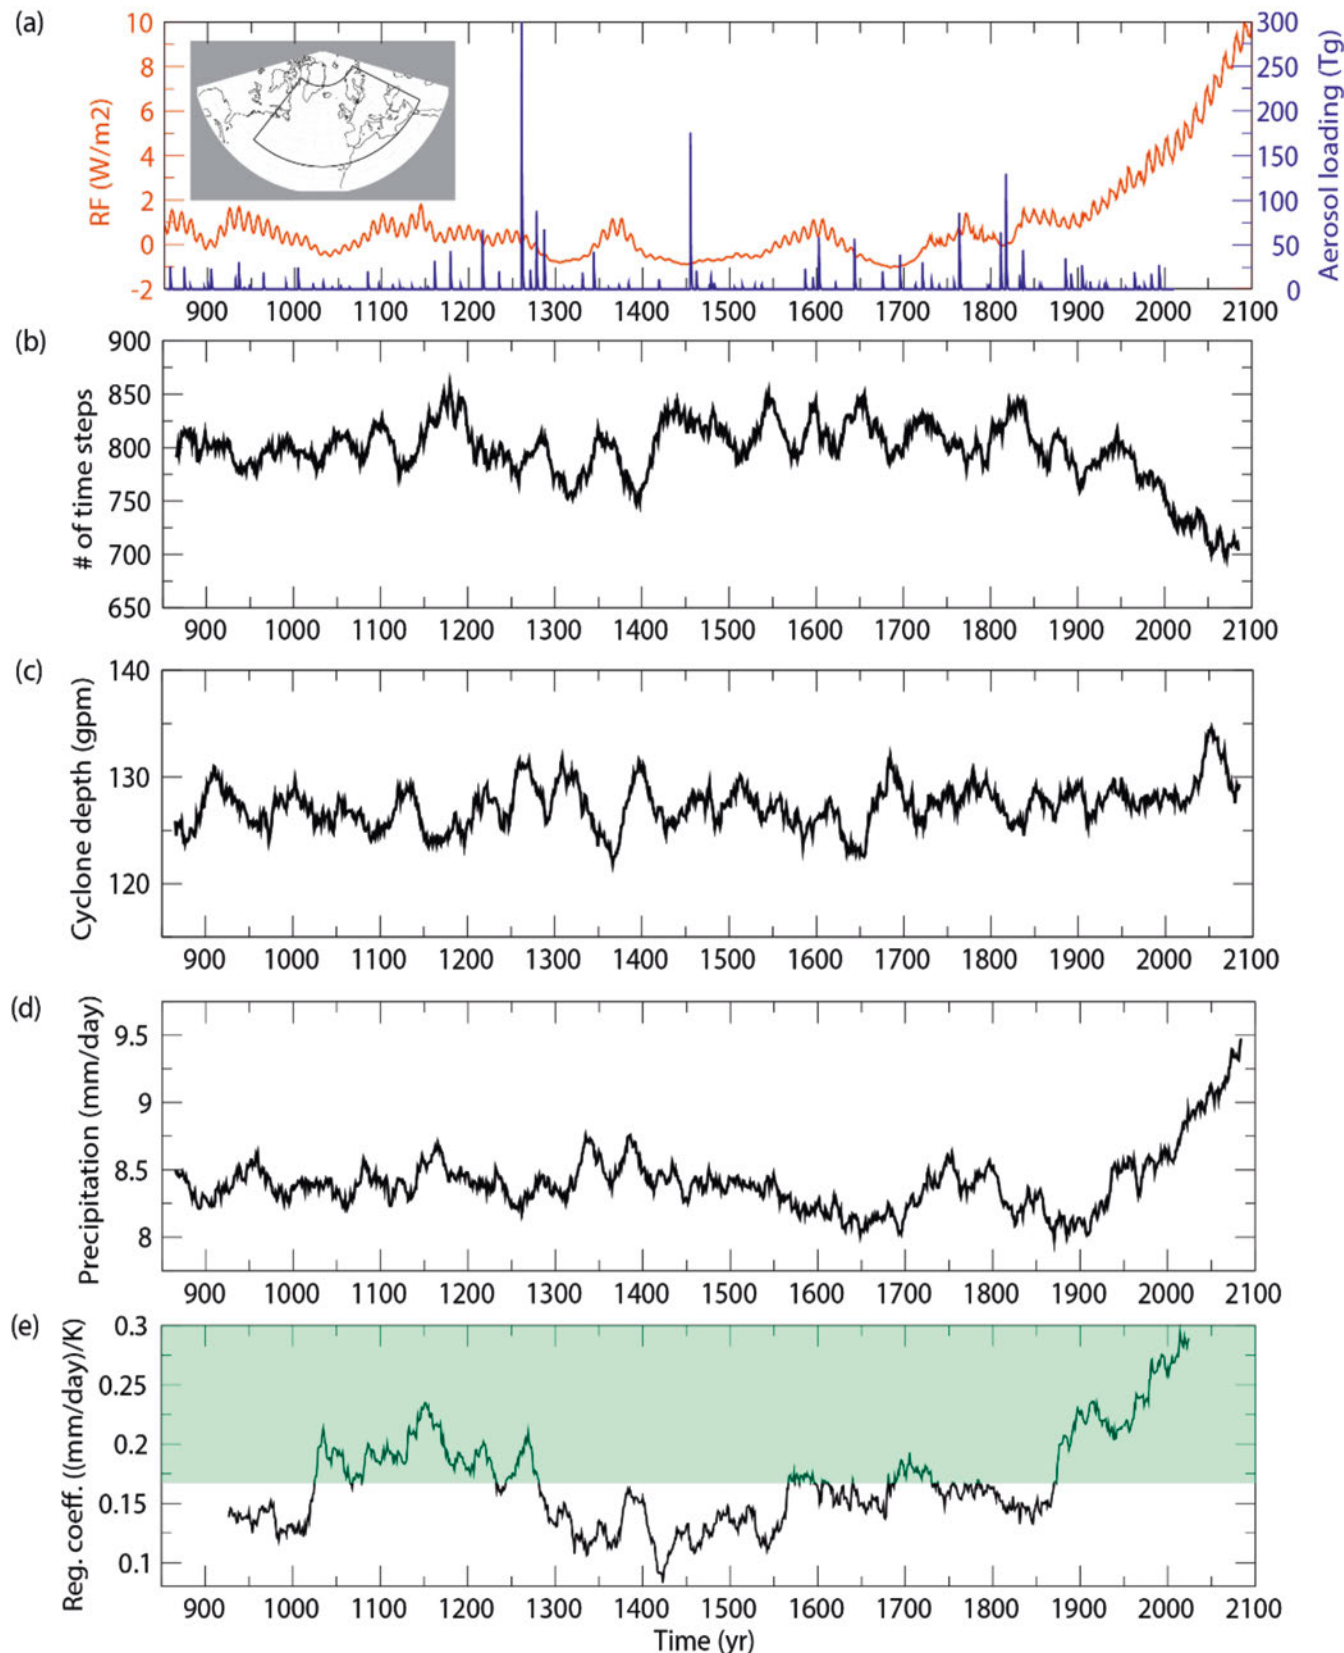 (a)
RF (W/m2)
10
8
6
4
2
0
-2
300
250
200
150
100
50
0
Aerosol loading (Tg)
900 1000 1100 1200 1300 1400 1500 1600 1700 1800 1900 2000 2100
(b)
# of time steps
900
850
800
750
700
650
900 1000 1100 1200 1300 1400 1500 1600 1700 1800 1900 2000 2100
(c)
Cyclone depth (gpm)
140
130
120
900 1000 1100 1200 1300 1400 1500 1600 1700 1800 1900 2000 2100
(d)
Precipitation (mm/day)
9.5
9
8.5
8
900 1000 1100 1200 1300 1400 1500 1600 1700 1800 1900 2000 2100
(e)
Reg. coeff. ((mm/day)/K)
0.3
0.25
0.2
0.15
0.1
900 1000 1100 1200 1300 1400 1500 1600 1700 1800 1900 2000 2100
Time (yr)